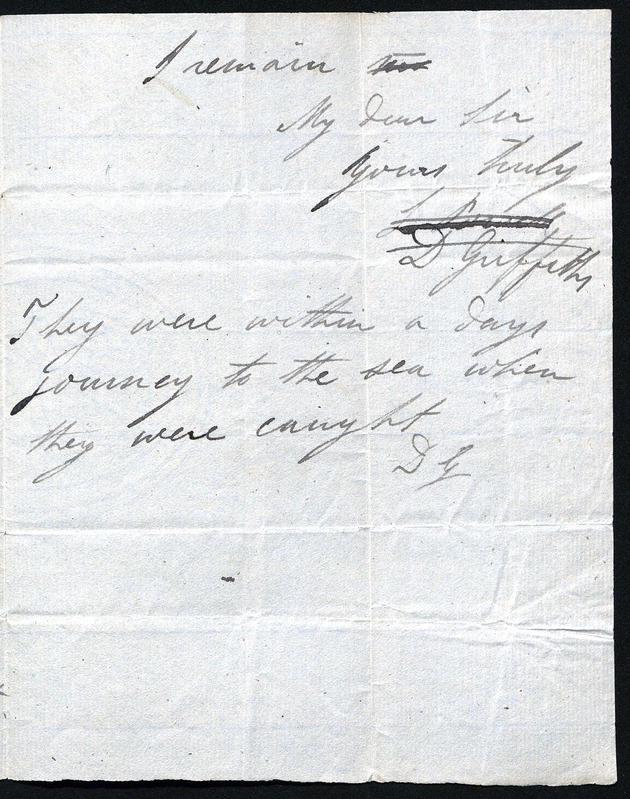 I remain
My dear Sir
yours truly
D Griffiths
They were within a days
journey to the sea when
they were caught
D G